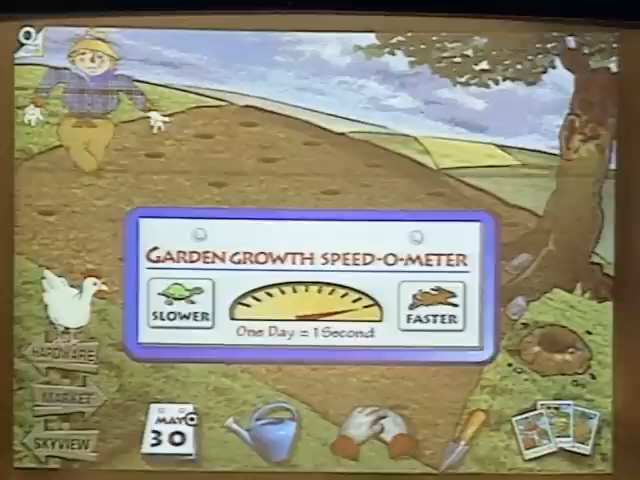 GARDEN GROWTH SPEED-O-METER
SLOWER
FASTER
One Day = 1 Second
HARDWARE
MARKET
SKYVIEW
MAY
30